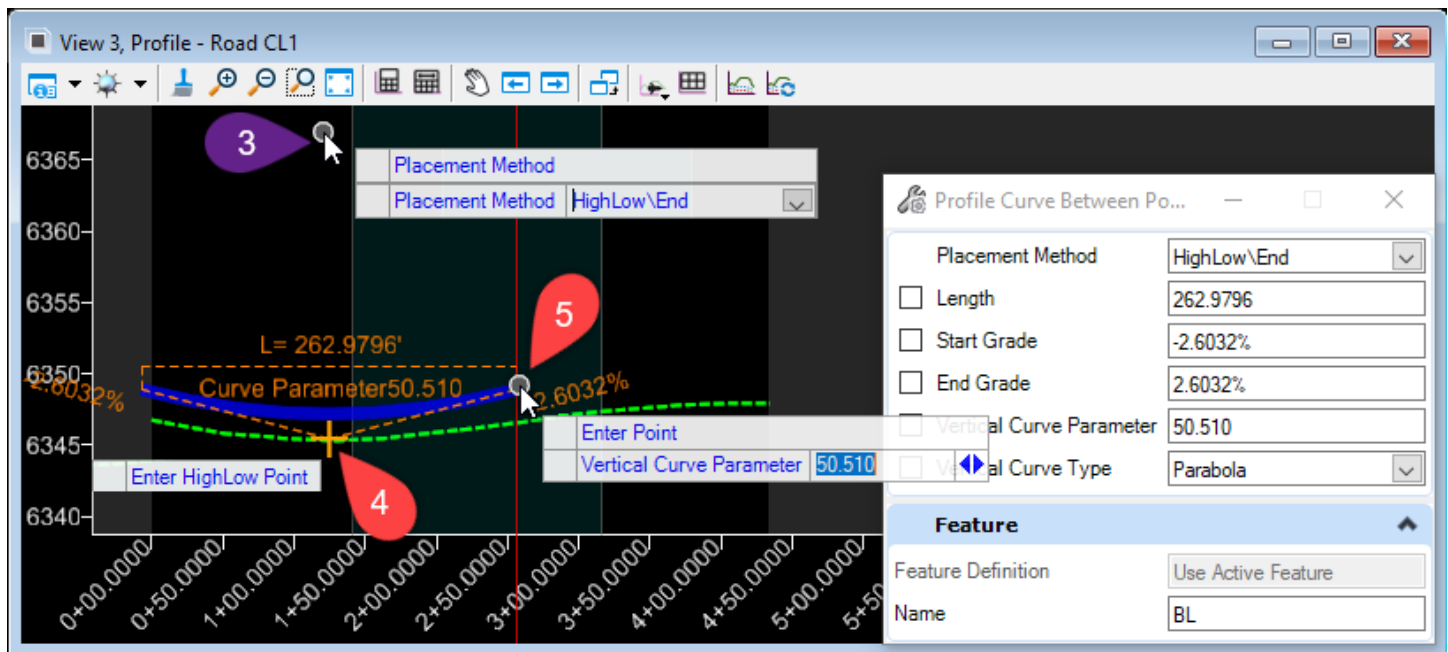 View 3, Profile - Road CL1
3
6365
Placement Method
Placement Method HighLow\End
6360
6355
5
L= 262.9796'
6350
-2.6032%
Curve Parameter50.510
2.6032%
Enter Point
Vertical Curve Parameter 50.510
6345
Enter HighLow Point
4
6340
0+00.0000
0+50.0000
1+00.0000
1+50.0000
2+00.0000
2+50.0000
3+00.0000
3+50.0000
4+00.0000
4+50.0000
5+00.0000
Profile Curve Between Po...
Placement Method HighLow\End
Length 262.9796
Start Grade -2.6032%
End Grade 2.6032%
Vertical Curve Parameter 50.510
al Curve Type Parabola
Feature
Feature Definition Use Active Feature
Name BL